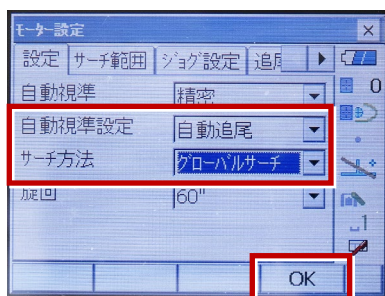 モーター設定
設定 サーチ範囲 ジョグ設定 追尾
自動視準 精密
自動視準設定 自動追尾
サーチ方法 グローバルサーチ
旋回 60"
0
1
OK